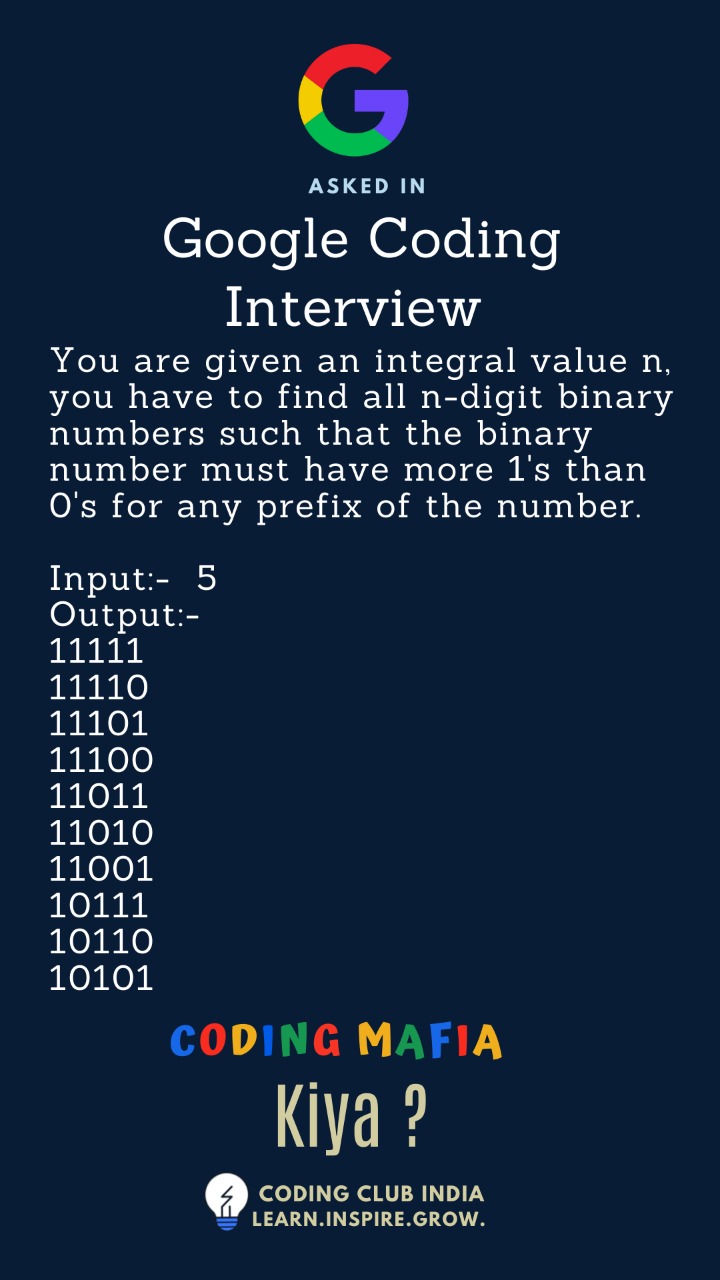 ASKED IN
Google Coding
Interview
You are given an integral value n,
you have to find all n-digit binary
numbers such that the binary
number must have more 1's than
0's for any prefix of the number.
Input:- 5
Output:-
11111
11110
11101
11100
11011
11010
11001
10111
10110
10101
CODING MAFIA
Kiya ?
CODING CLUB INDIA
LEARN.INSPIRE.GROW.